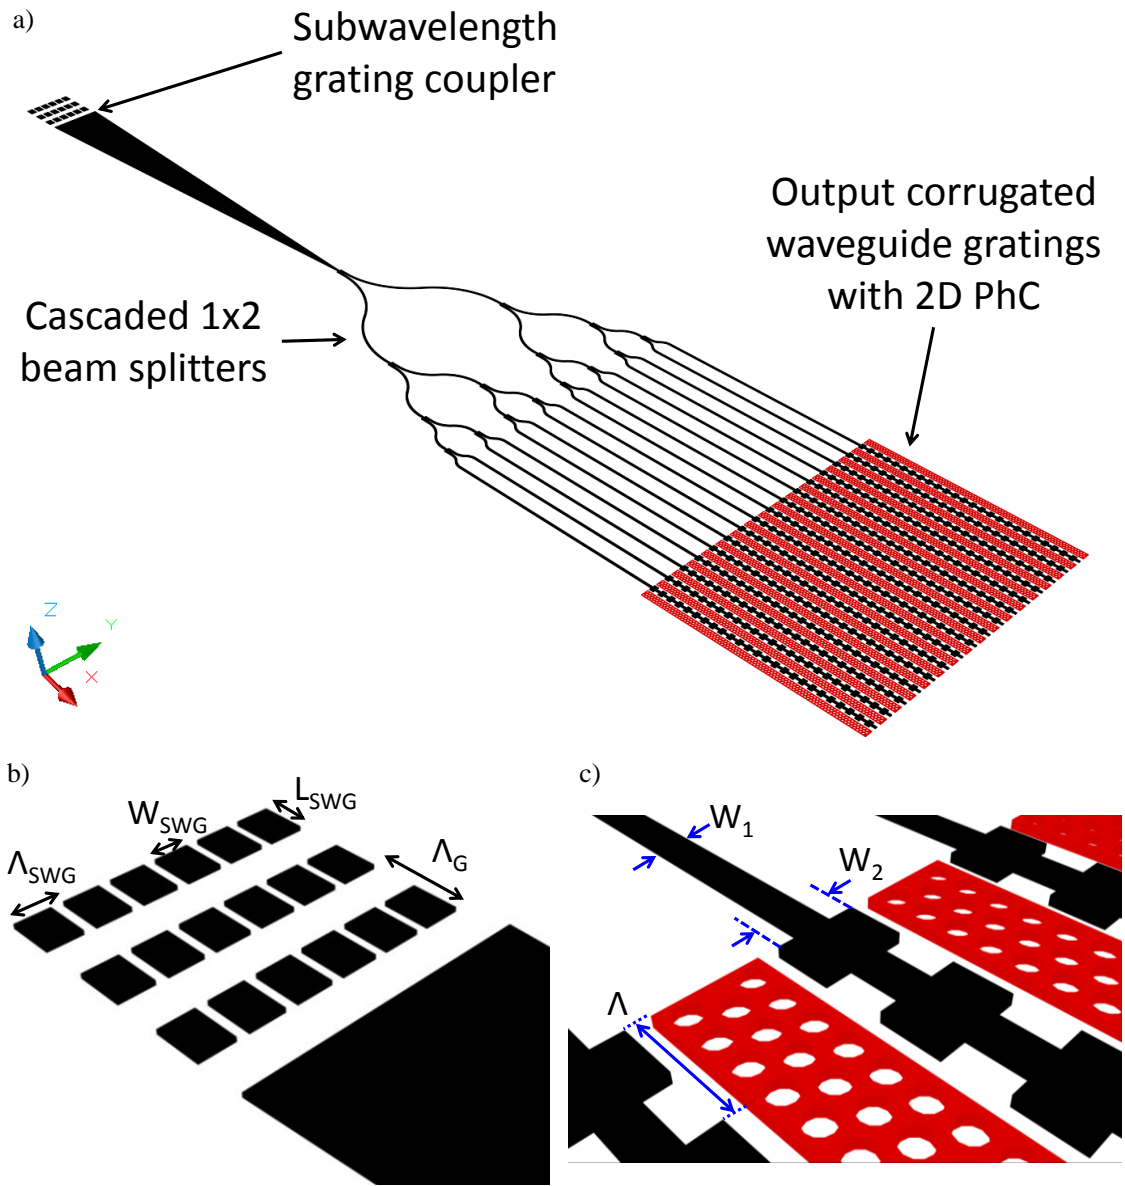 a)
Subwavelength
grating coupler
Output corrugated
waveguide gratings
with 2D PhC
Cascaded 1x2
beam splitters
Z
Y
X
b)
L_SWG
W_SWG
Λ_SWG
Λ_G
c)
W_1
W_2
Λ